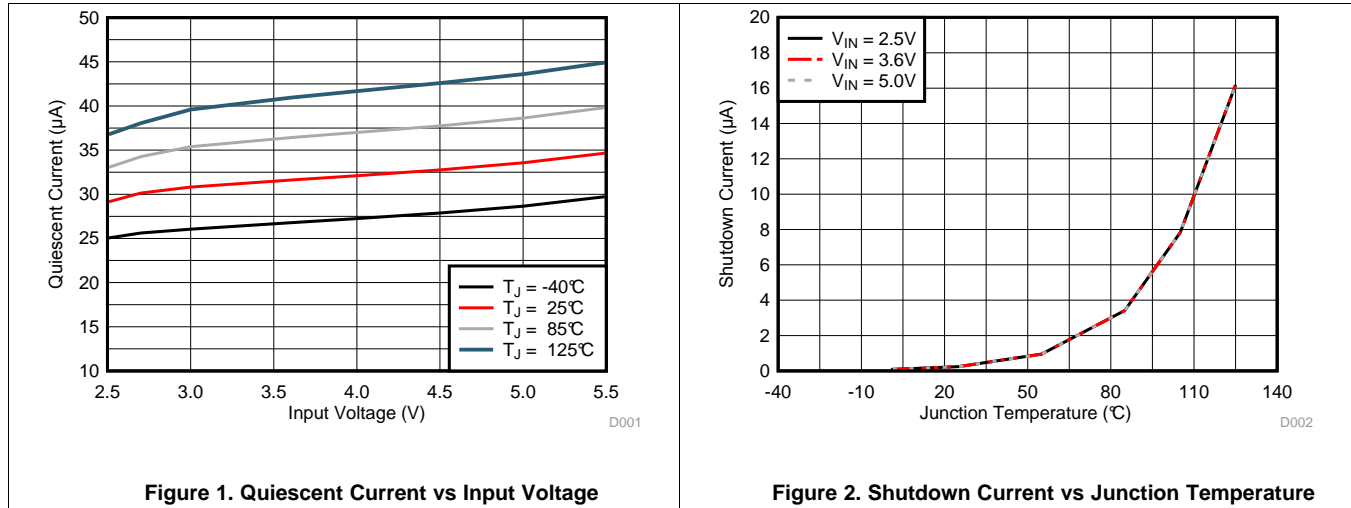 50
45
40
35
30
25
20
15
10
Quiescent Current (µA)
2.5 3.0 3.5 4.0 4.5 5.0 5.5
Input Voltage (V)
D001
T_J = -40°C
T_J = 25°C
T_J = 85°C
T_J = 125°C
Figure 1. Quiescent Current vs Input Voltage
20
18
16
14
12
10
8
6
4
2
0
Shutdown Current (µA)
V_IN = 2.5V
V_IN = 3.6V
V_IN = 5.0V
-40 -10 20 50 80 110 140
Junction Temperature (°C)
D002
Figure 2. Shutdown Current vs Junction Temperature